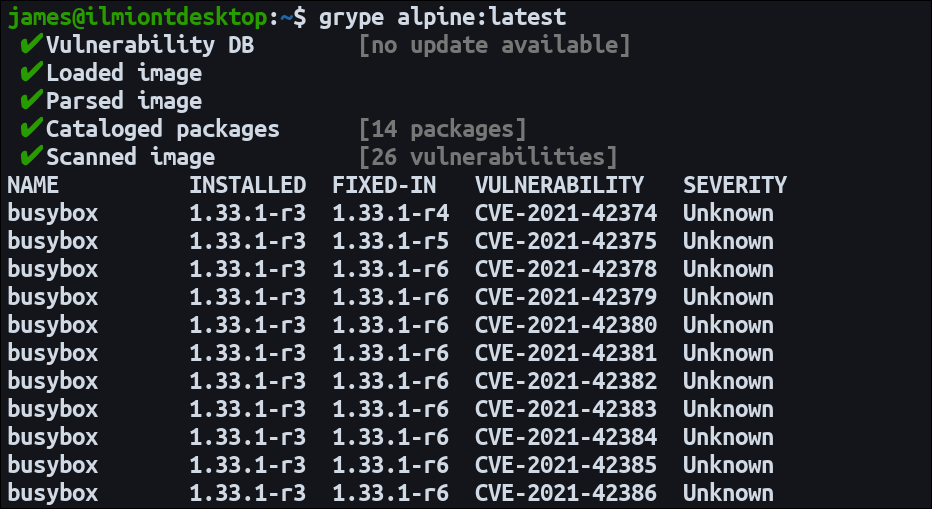 james@ilmiontdesktop:~$ grype alpine:latest
✔ Vulnerability DB        [no update available]
✔ Loaded image
✔ Parsed image
✔ Cataloged packages      [14 packages]
✔ Scanned image           [26 vulnerabilities]
NAME          INSTALLED  FIXED-IN   VULNERABILITY   SEVERITY
busybox       1.33.1-r3  1.33.1-r4  CVE-2021-42374  Unknown
busybox       1.33.1-r3  1.33.1-r5  CVE-2021-42375  Unknown
busybox       1.33.1-r3  1.33.1-r6  CVE-2021-42378  Unknown
busybox       1.33.1-r3  1.33.1-r6  CVE-2021-42379  Unknown
busybox       1.33.1-r3  1.33.1-r6  CVE-2021-42380  Unknown
busybox       1.33.1-r3  1.33.1-r6  CVE-2021-42381  Unknown
busybox       1.33.1-r3  1.33.1-r6  CVE-2021-42382  Unknown
busybox       1.33.1-r3  1.33.1-r6  CVE-2021-42383  Unknown
busybox       1.33.1-r3  1.33.1-r6  CVE-2021-42384  Unknown
busybox       1.33.1-r3  1.33.1-r6  CVE-2021-42385  Unknown
busybox       1.33.1-r3  1.33.1-r6  CVE-2021-42386  Unknown